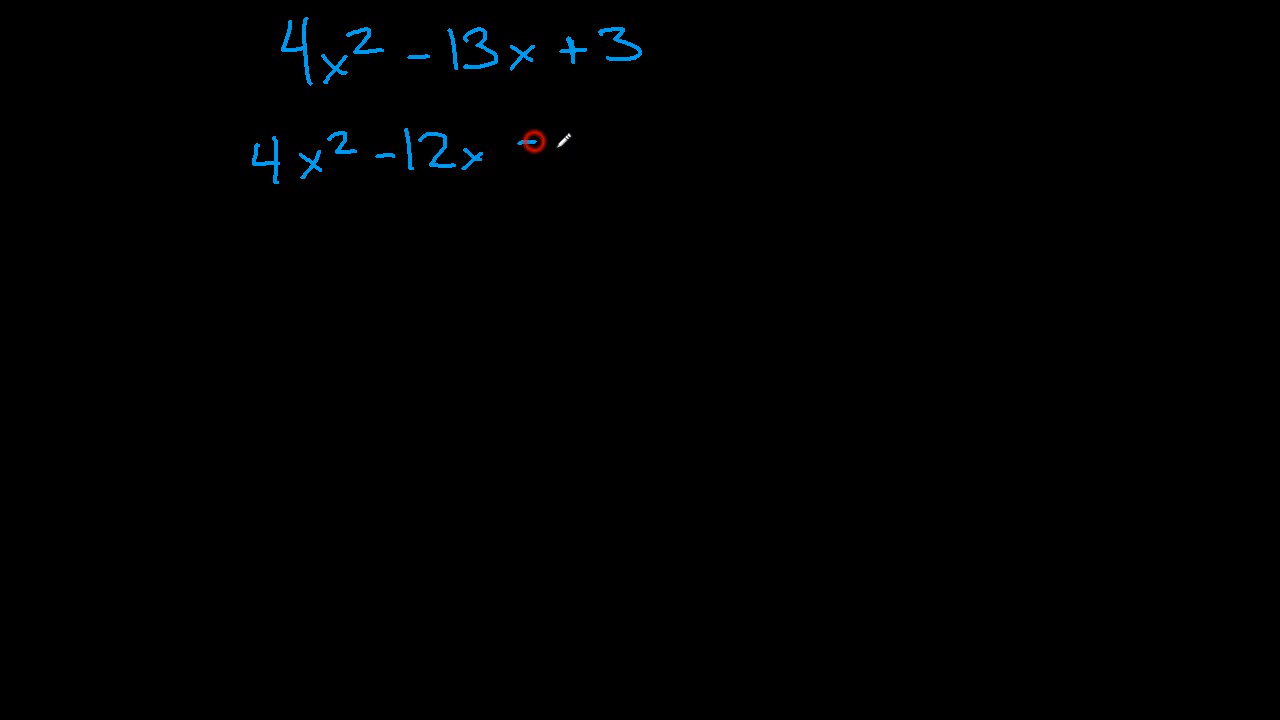 4x² - 13x + 3
4x² - 12x -